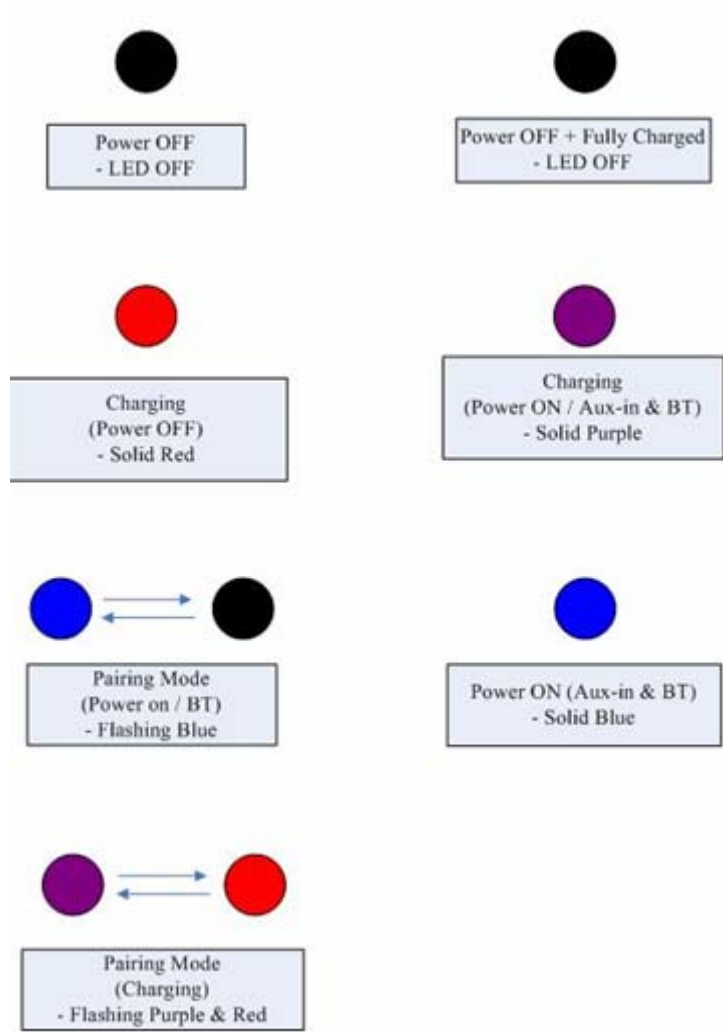 Power OFF
- LED OFF
Power OFF + Fully Charged
- LED OFF
Charging
(Power OFF)
- Solid Red
Charging
(Power ON / Aux-in & BT)
- Solid Purple
Pairing Mode
(Power on / BT)
- Flashing Blue
Power ON (Aux-in & BT)
- Solid Blue
Pairing Mode
(Charging)
- Flashing Purple & Red